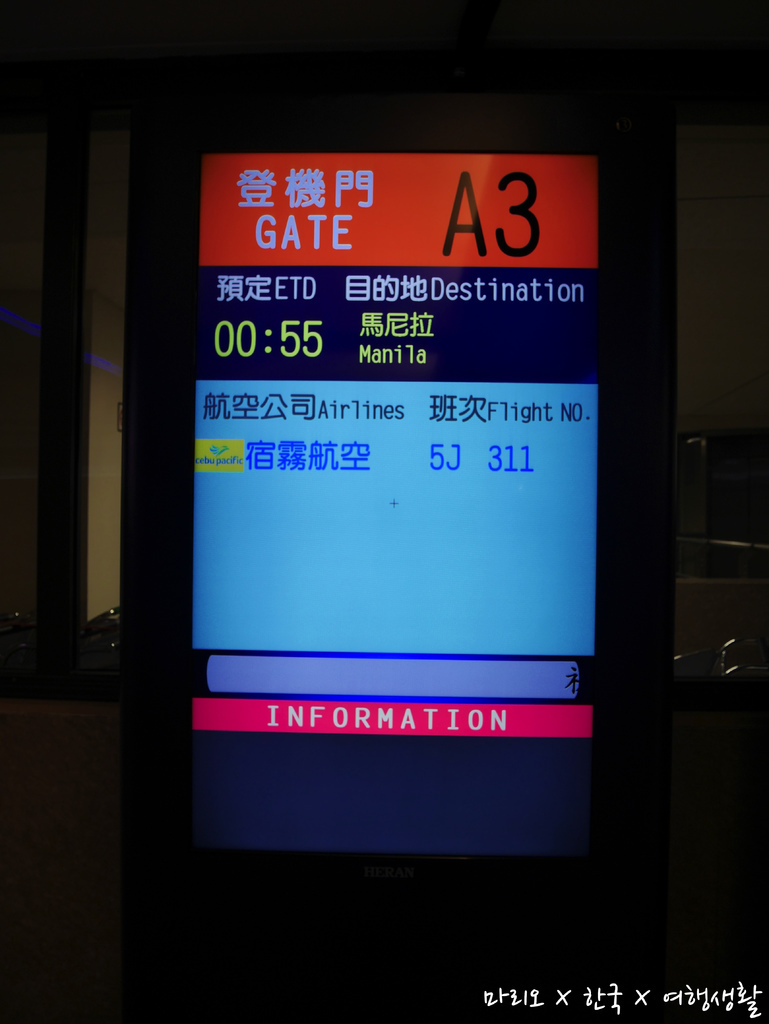 登機門
GATE
A3
預定ETD 目的地Destination
00:55
馬尼拉
Manila
航空公司Airlines 班次Flight NO.
cebu pacific 宿霧航空 5J 311
INFORMATION
HERAN
마리오 X 한국 X 여행생활